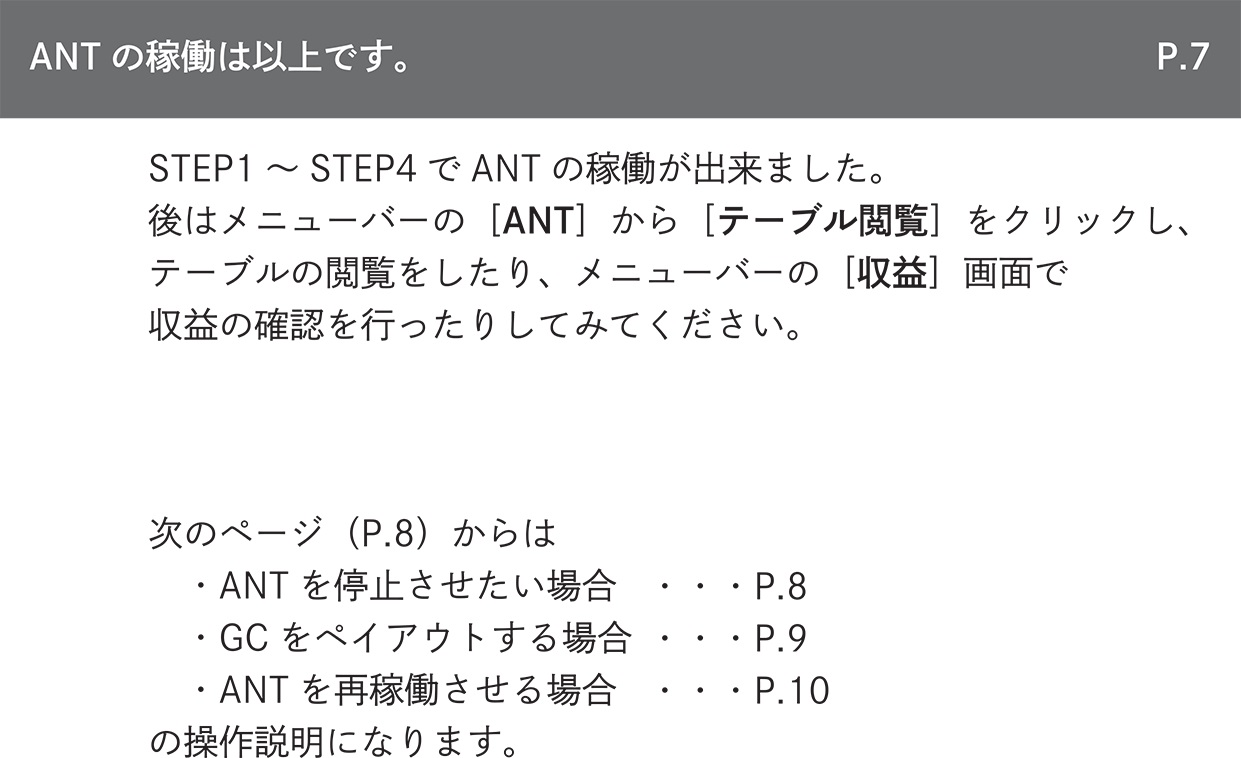 ANT の稼働は以上です。 P.7
STEP1 〜 STEP4 で ANT の稼働が出来ました。
後はメニューバーの［ANT］から［テーブル閲覧］をクリックし、
テーブルの閲覧をしたり、メニューバーの［収益］画面で
収益の確認を行ったりしてみてください。
次のページ（P.8）からは
・ANT を停止させたい場合　・・・P.8
・GC をペイアウトする場合 ・・・P.9
・ANT を再稼働させる場合　・・・P.10
の操作説明になります。